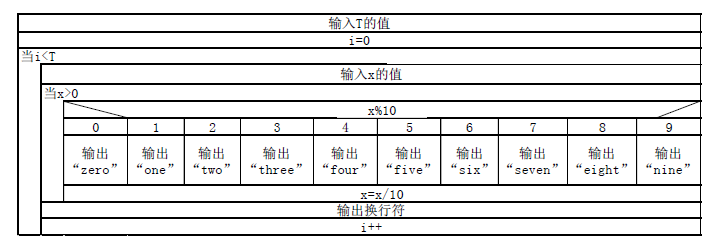 输入T的值
i=0
当i<T
输入x的值
当x>0
x%10
0 1 2 3 4 5 6 7 8 9
输出 输出 输出 输出 输出 输出 输出 输出 输出 输出
“zero” “one” “two” “three” “four” “five” “six” “seven” “eight” “nine”
x=x/10
输出换行符
i++